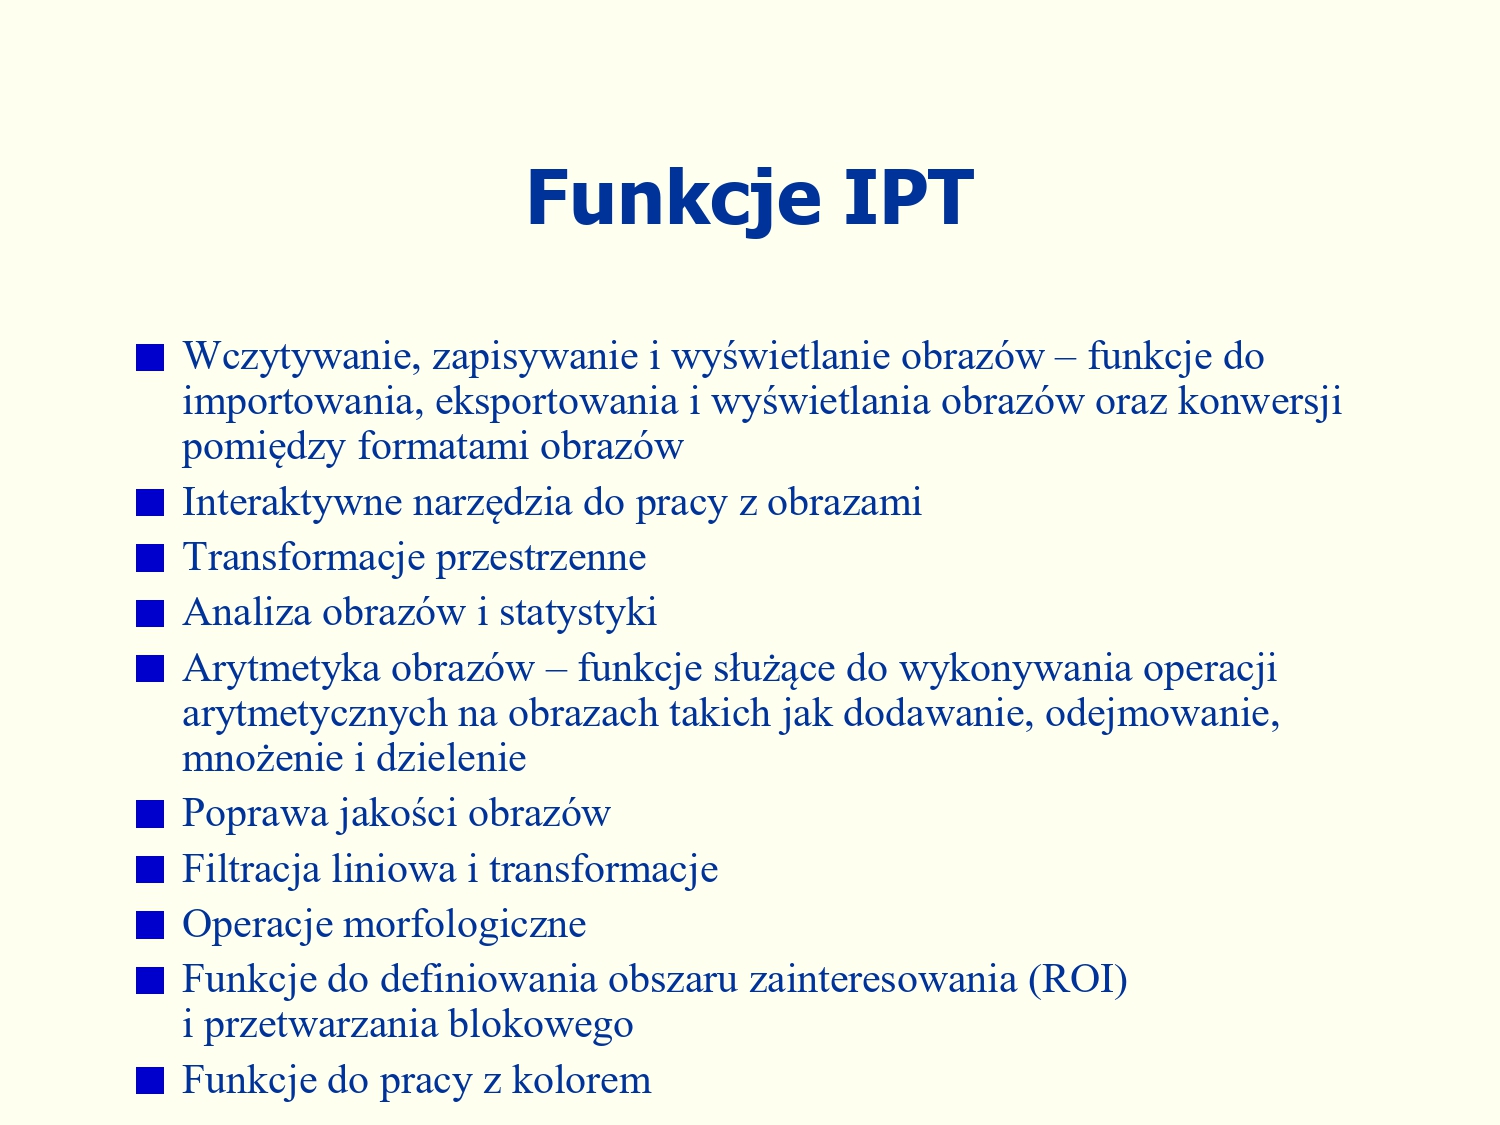 Funkcje IPT
Wczytywanie, zapisywanie i wyświetlanie obrazów – funkcje do
importowania, eksportowania i wyświetlania obrazów oraz konwersji
pomiędzy formatami obrazów
Interaktywne narzędzia do pracy z obrazami
Transformacje przestrzenne
Analiza obrazów i statystyki
Arytmetyka obrazów – funkcje służące do wykonywania operacji
arytmetycznych na obrazach takich jak dodawanie, odejmowanie,
mnożenie i dzielenie
Poprawa jakości obrazów
Filtracja liniowa i transformacje
Operacje morfologiczne
Funkcje do definiowania obszaru zainteresowania (ROI)
i przetwarzania blokowego
Funkcje do pracy z kolorem